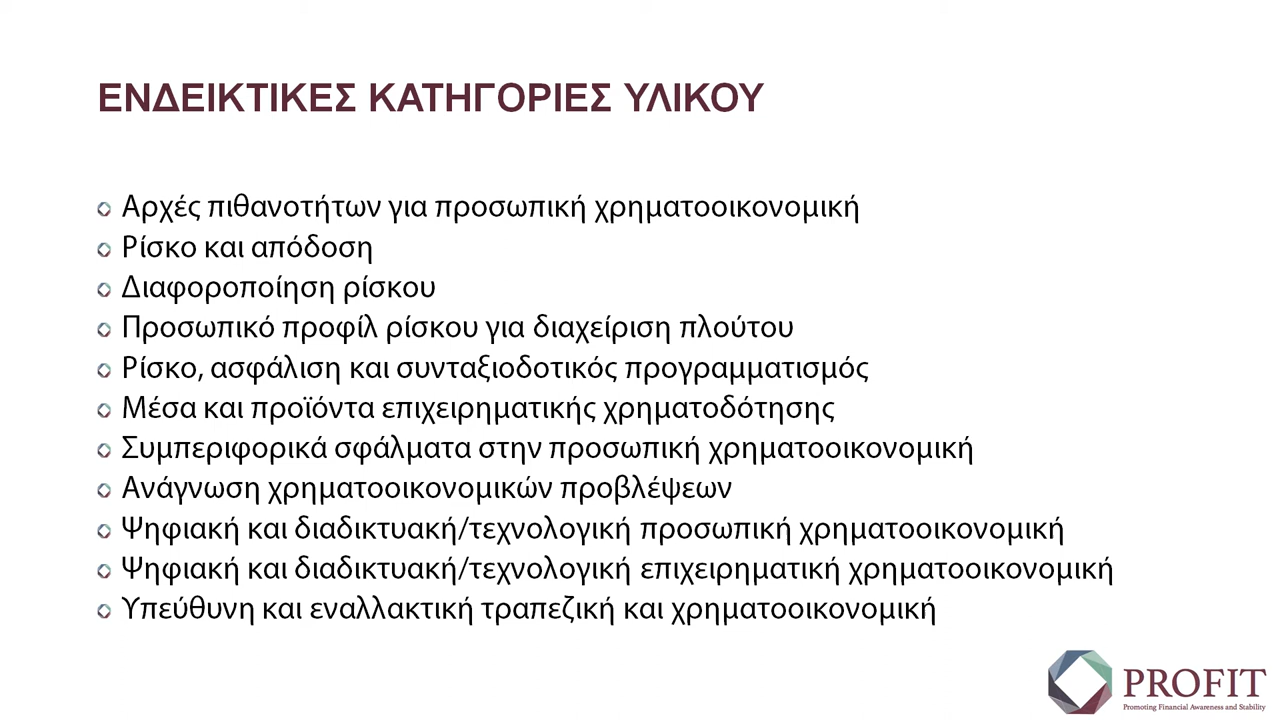 ΕΝΔΕΙΚΤΙΚΕΣ ΚΑΤΗΓΟΡΙΕΣ ΥΛΙΚΟΥ
Αρχές πιθανοτήτων για προσωπική χρηματοοικονομική
Ρίσκο και απόδοση
Διαφοροποίηση ρίσκου
Προσωπικό προφίλ ρίσκου για διαχείριση πλούτου
Ρίσκο, ασφάλιση και συνταξιοδοτικός προγραμματισμός
Μέσα και προϊόντα επιχειρηματικής χρηματοδότησης
Συμπεριφορικά σφάλματα στην προσωπική χρηματοοικονομική
Ανάγνωση χρηματοοικονομικών προβλέψεων
Ψηφιακή και διαδικτυακή/τεχνολογική προσωπική χρηματοοικονομική
Ψηφιακή και διαδικτυακή/τεχνολογική επιχειρηματική χρηματοοικονομική
Υπεύθυνη και εναλλακτική τραπεζική και χρηματοοικονομική
PROFIT
Promoting Financial Awareness and Stability